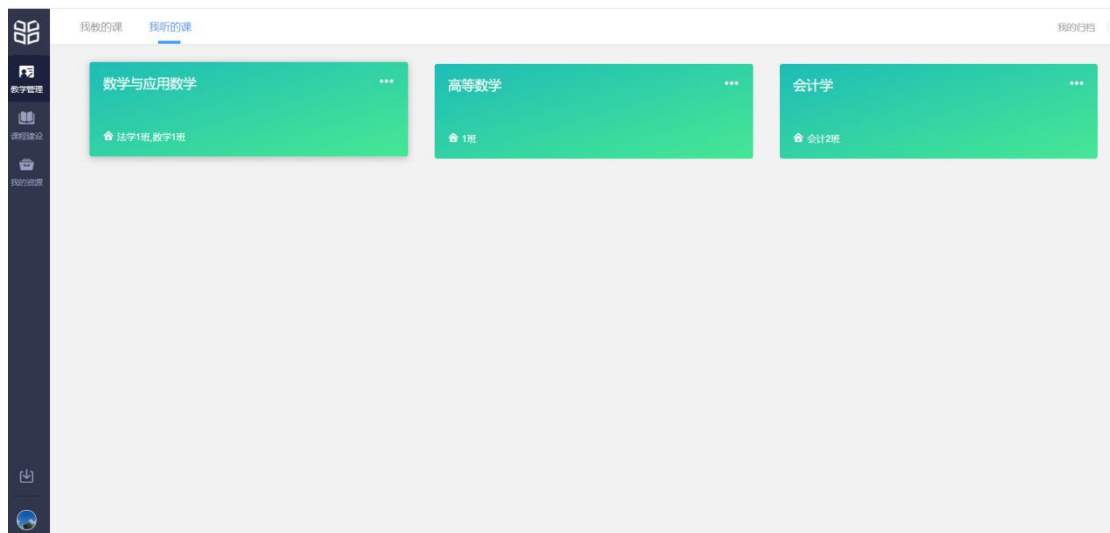 我教的课 我听的课 我的归档
教学管理
课程建设
我的资源
数学与应用数学
法学1班,数学1班
高等数学
1班
会计学
会计2班